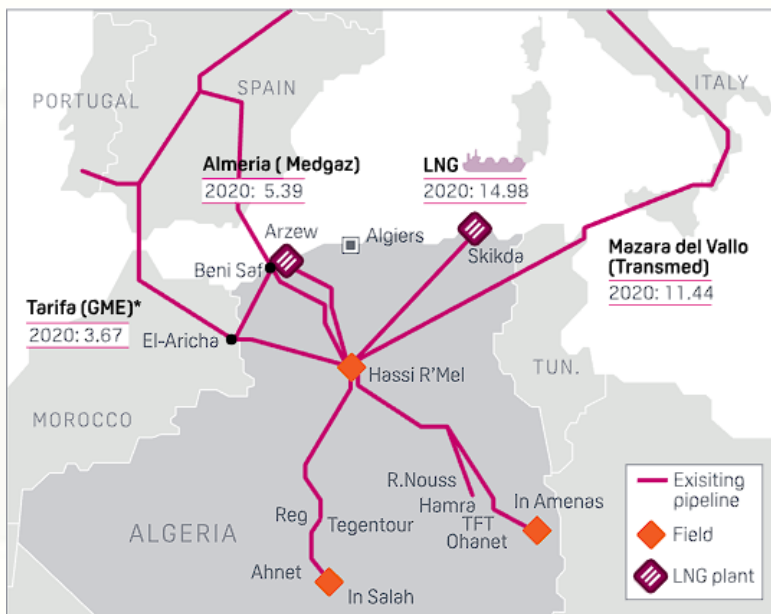 PORTUGAL
SPAIN
ITALY
Almeria ( Medgaz)
2020: 5.39
LNG
2020: 14.98
Arzew
Algiers
Skikda
Beni Saf
Mazara del Vallo
(Transmed)
2020: 11.44
Tarifa (GME)*
2020: 3.67
El-Aricha
Hassi R'Mel
TUN.
MOROCCO
R.Nouss
Hamra
In Amenas
TFT
Ohanet
Reg
Tegentour
ALGERIA
Ahnet
In Salah
Exisiting
pipeline
Field
LNG plant